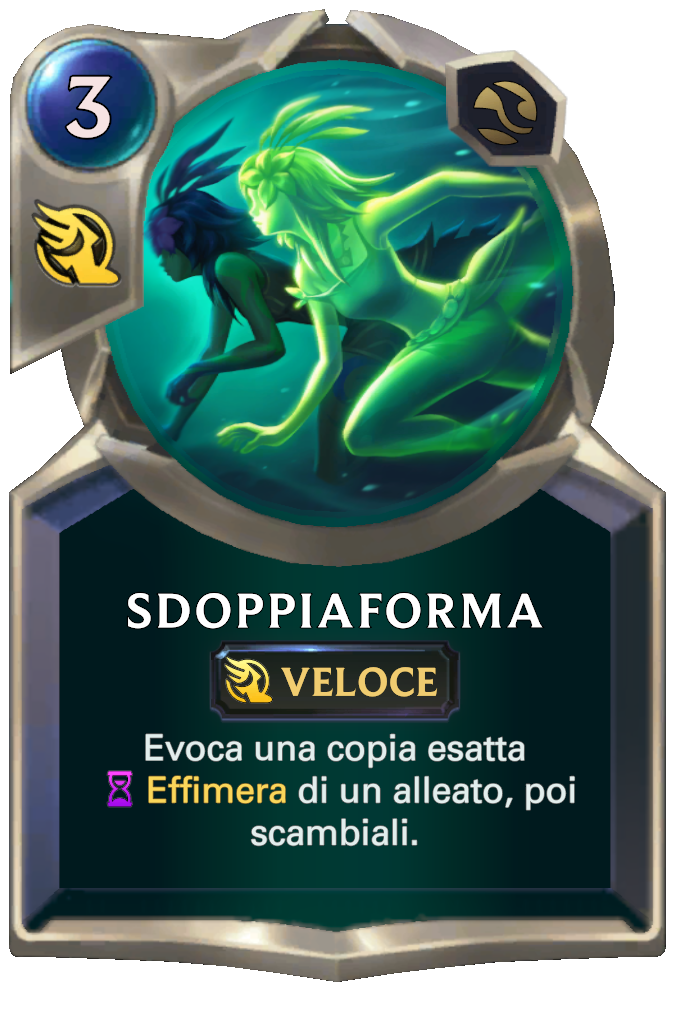 3
SDOPPIAFORMA
VELOCE
Evoca una copia esatta
Effimera di un alleato, poi
scambiali.